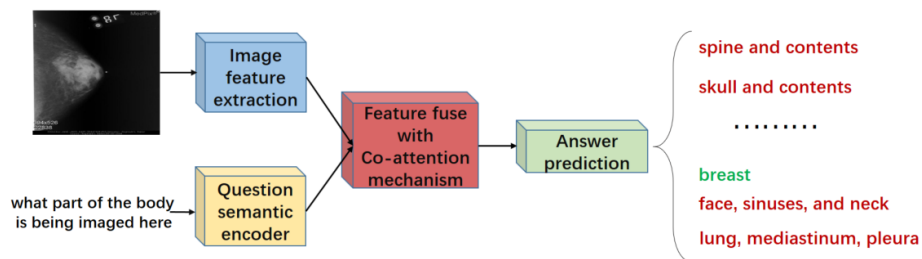 Image
feature
extraction
what part of the body
is being imaged here
Question
semantic
encoder
Feature fuse
with
Co-attention
mechanism
Answer
prediction
spine and contents
skull and contents
.........
breast
face, sinuses, and neck
lung, mediastinum, pleura